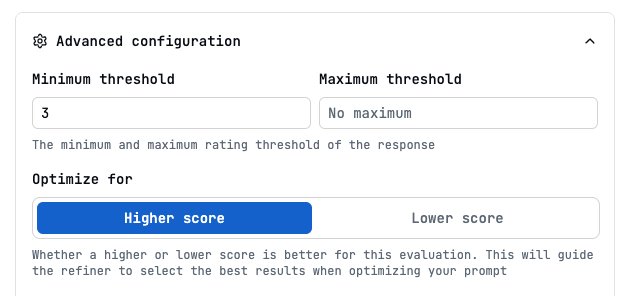 Advanced configuration
Minimum threshold Maximum threshold
3 No maximum
The minimum and maximum rating threshold of the response
Optimize for
Higher score Lower score
Whether a higher or lower score is better for this evaluation. This will guide
the refiner to select the best results when optimizing your prompt